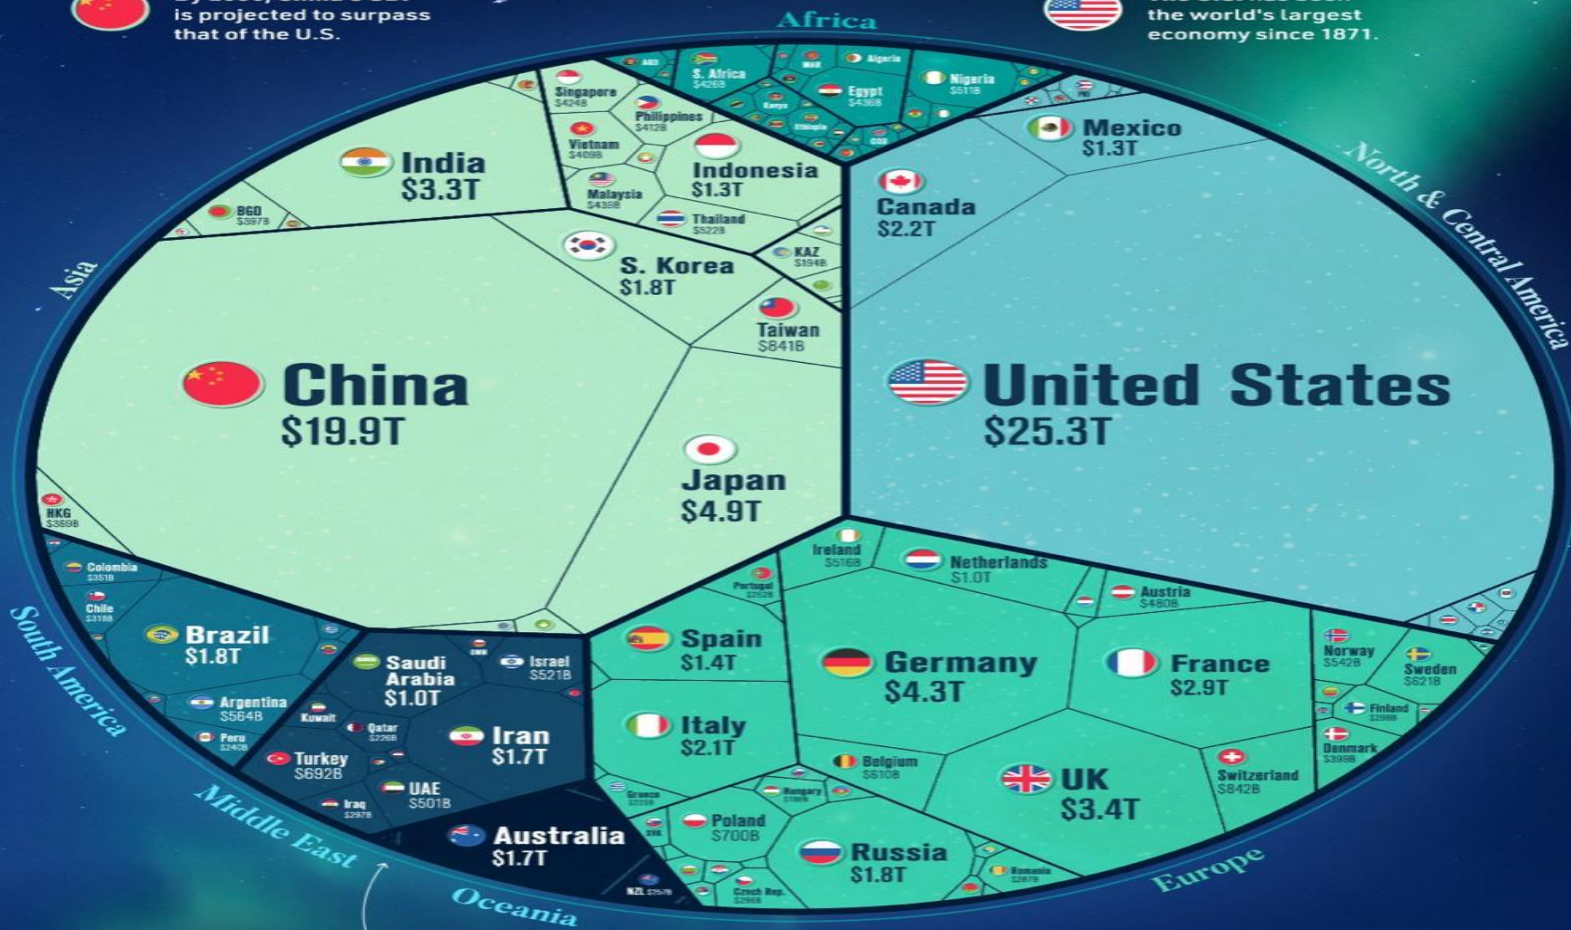 is projected to surpass
that of the U.S.
the world's largest
economy since 1871.
Africa
North & Central America
Asia
South America
Middle East
Oceania
Europe
AGO
S. Africa
$426B
MAR
Algeria
Egypt
$436B
Kenya
Ethiopia
Nigeria
$511B
COD
Singapore
$424B
Philippines
$412B
Vietnam
$409B
Indonesia
$1.3T
Malaysia
$439B
Thailand
$522B
India
$3.3T
BGD
$397B
KAZ
$194B
S. Korea
$1.8T
Taiwan
$841B
China
$19.9T
Japan
$4.9T
HKG
$369B
Mexico
$1.3T
Canada
$2.2T
United States
$25.3T
Colombia
$351B
Chile
$318B
Brazil
$1.8T
Argentina
$564B
Peru
$240B
Saudi
Arabia
$1.0T
OMN
Israel
$521B
Kuwait
Qatar
$226B
Iran
$1.7T
Turkey
$692B
UAE
$501B
Iraq
$297B
Australia
$1.7T
NZL $257B
Ireland
$516B
Netherlands
$1.0T
Portugal
$252B
Austria
$480B
Spain
$1.4T
Germany
$4.3T
France
$2.9T
Norway
$542B
Sweden
$621B
Finland
$298B
Denmark
$399B
Italy
$2.1T
Belgium
$610B
UK
$3.4T
Switzerland
$842B
Greece
Hungary
Poland
$700B
Russia
$1.8T
Czech Rep.
$296B
Romania
$287B